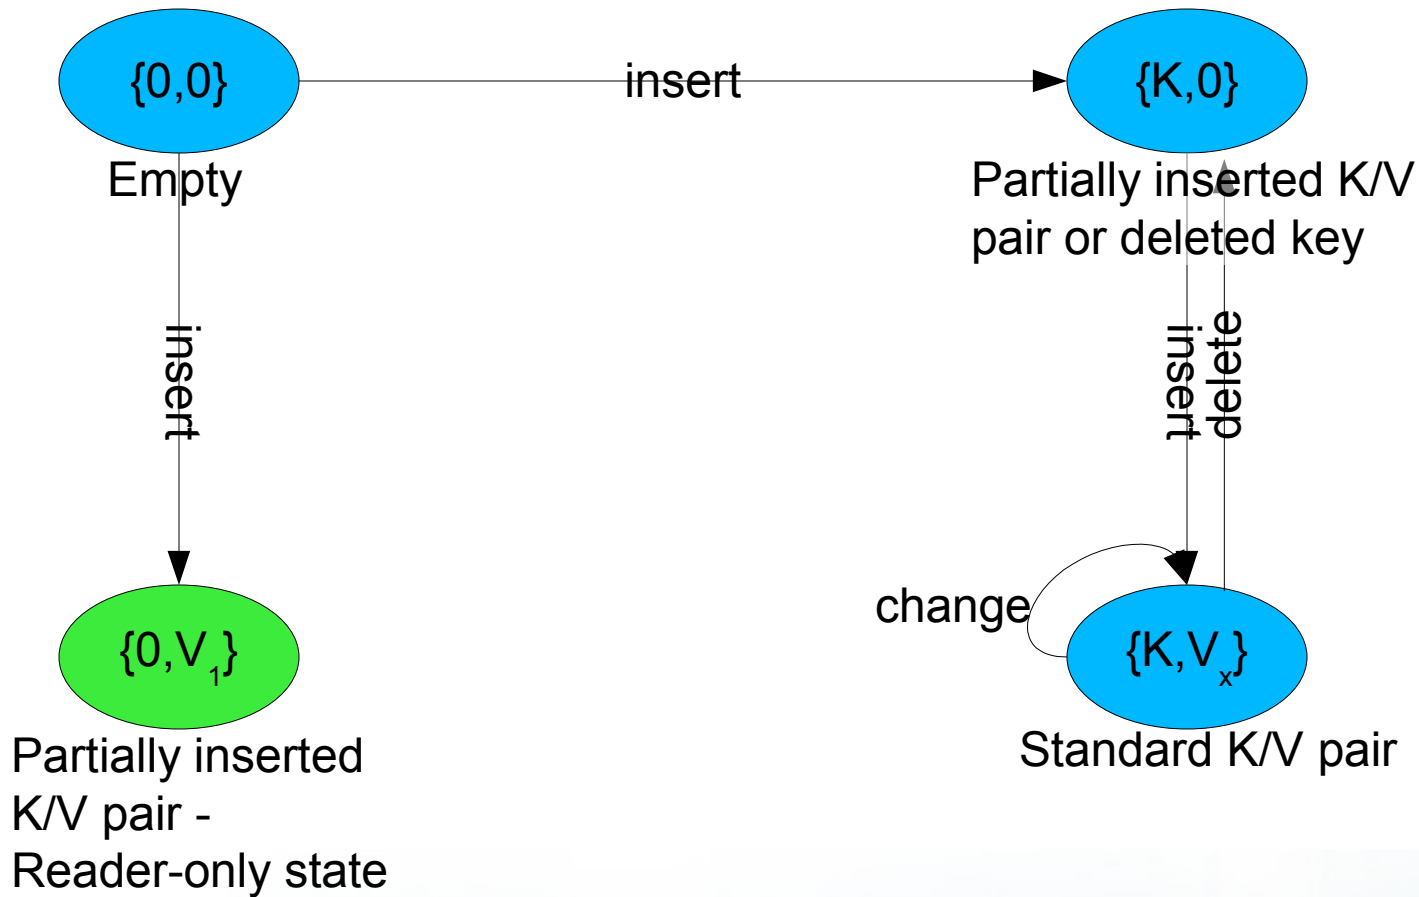 {0,0}
insert
{K,0}
Empty
Partially inserted K/V
pair or deleted key
insert
insert
delete
change
{0,V₁}
{K,Vₓ}
Partially inserted
K/V pair -
Reader-only state
Standard K/V pair